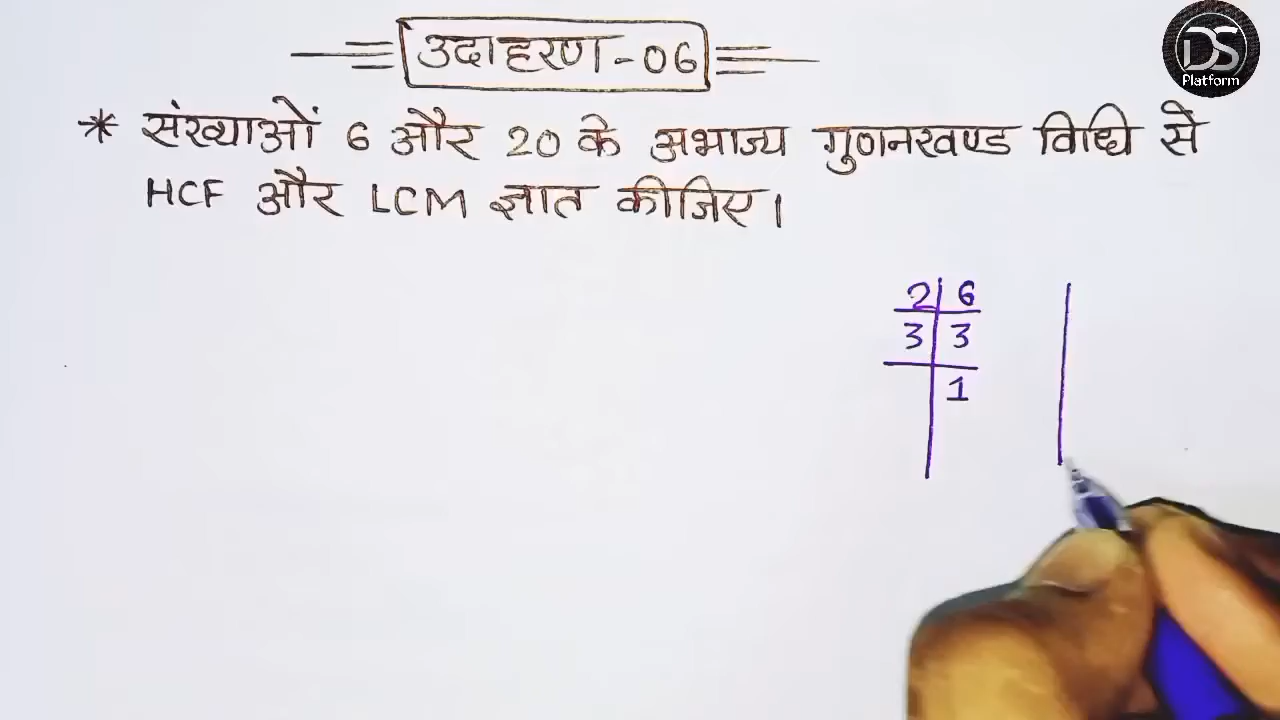 उदाहरण-06
DS
Platform
* संख्याओं 6 और 20 के अभाज्य गुणनखण्ड विधि से
HCF और LCM ज्ञात कीजिए।
2 6
3 3
1